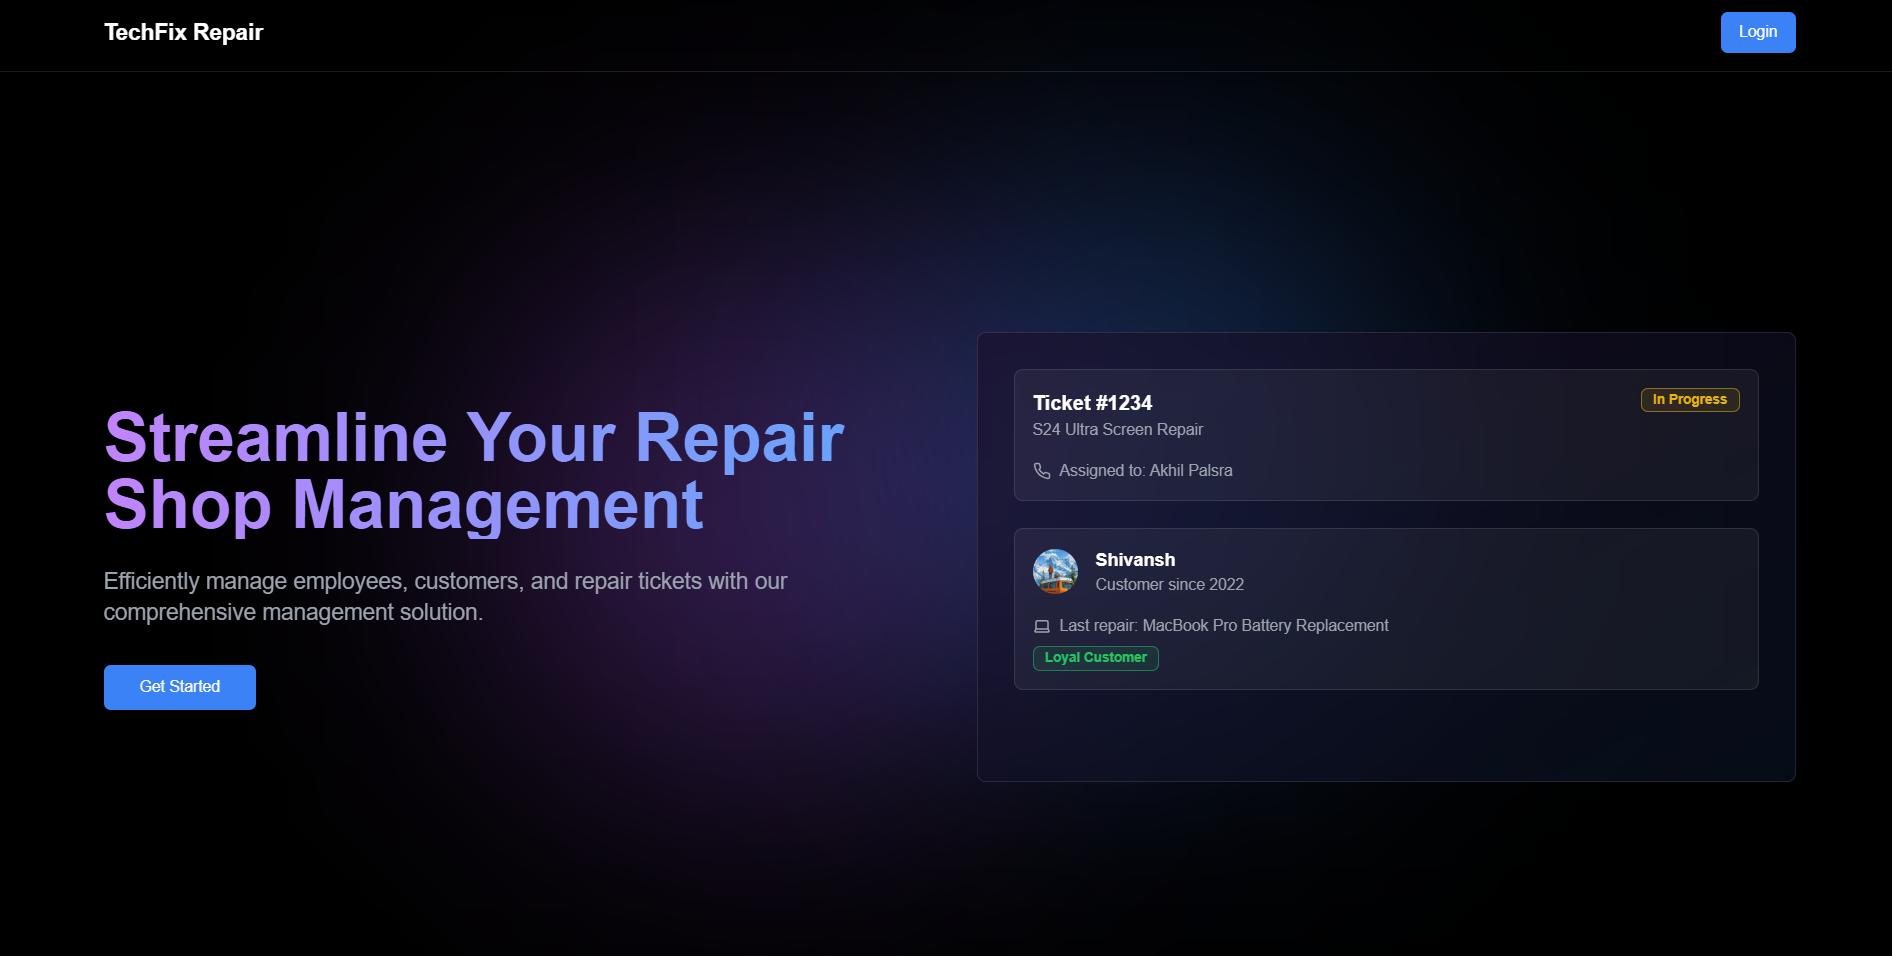 TechFix Repair
Login
Streamline Your Repair
Shop Management
Efficiently manage employees, customers, and repair tickets with our
comprehensive management solution.
Get Started
Ticket #1234
In Progress
S24 Ultra Screen Repair
Assigned to: Akhil Palsra
Shivansh
Customer since 2022
Last repair: MacBook Pro Battery Replacement
Loyal Customer